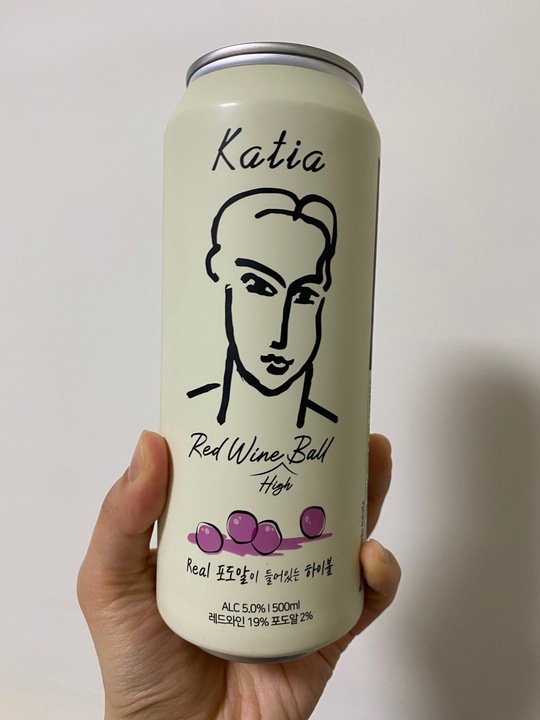 Katia
Red Wine Ball
High
Real 포도알이 들어있는 하이볼
ALC 5.0% | 500ml
레드와인 19% 포도알 2%